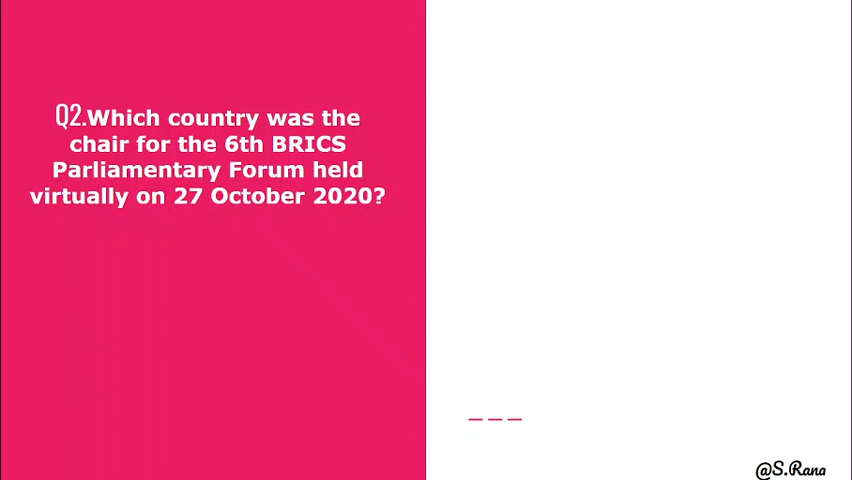 Q2.Which country was the
chair for the 6th BRICS
Parliamentary Forum held
virtually on 27 October 2020?
@S.Rana